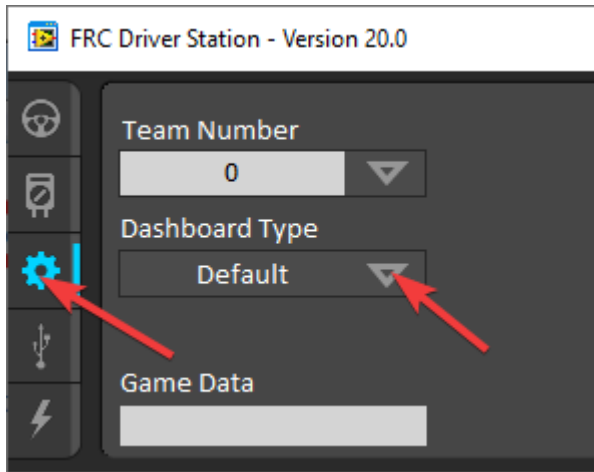 FRC Driver Station - Version 20.0
Team Number
0
Dashboard Type
Default
Game Data